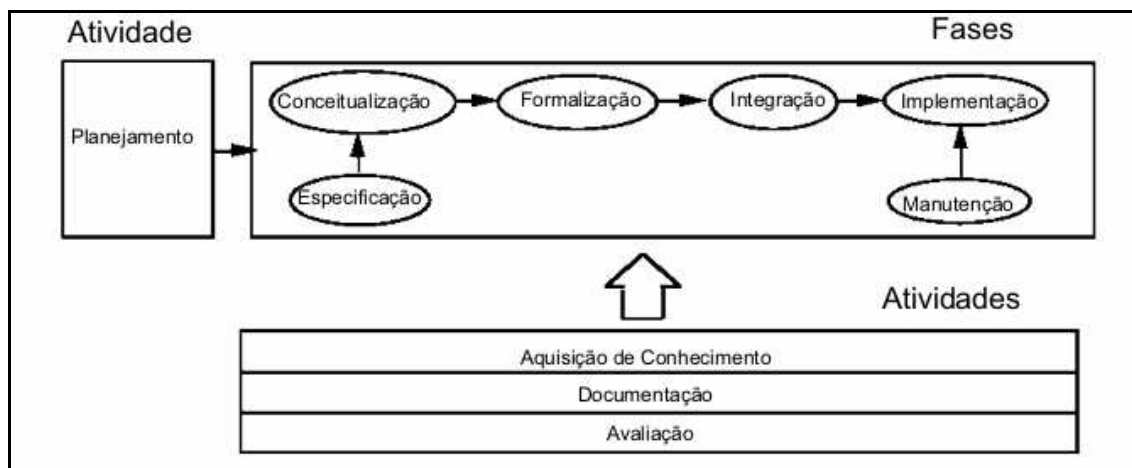 Atividade
Fases
Planejamento
Conceitualização
Formalização
Integração
Implementação
Especificação
Manutenção
Atividades
Aquisição de Conhecimento
Documentação
Avaliação